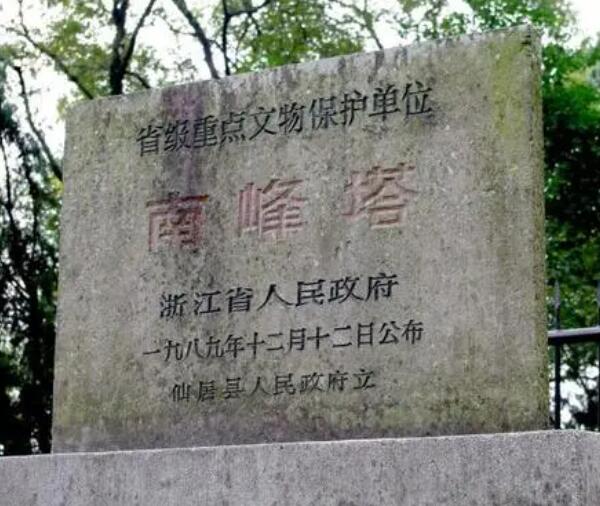 省级重点文物保护单位
南峰塔
浙江省人民政府
一九八九年十二月十二日公布
仙居县人民政府立